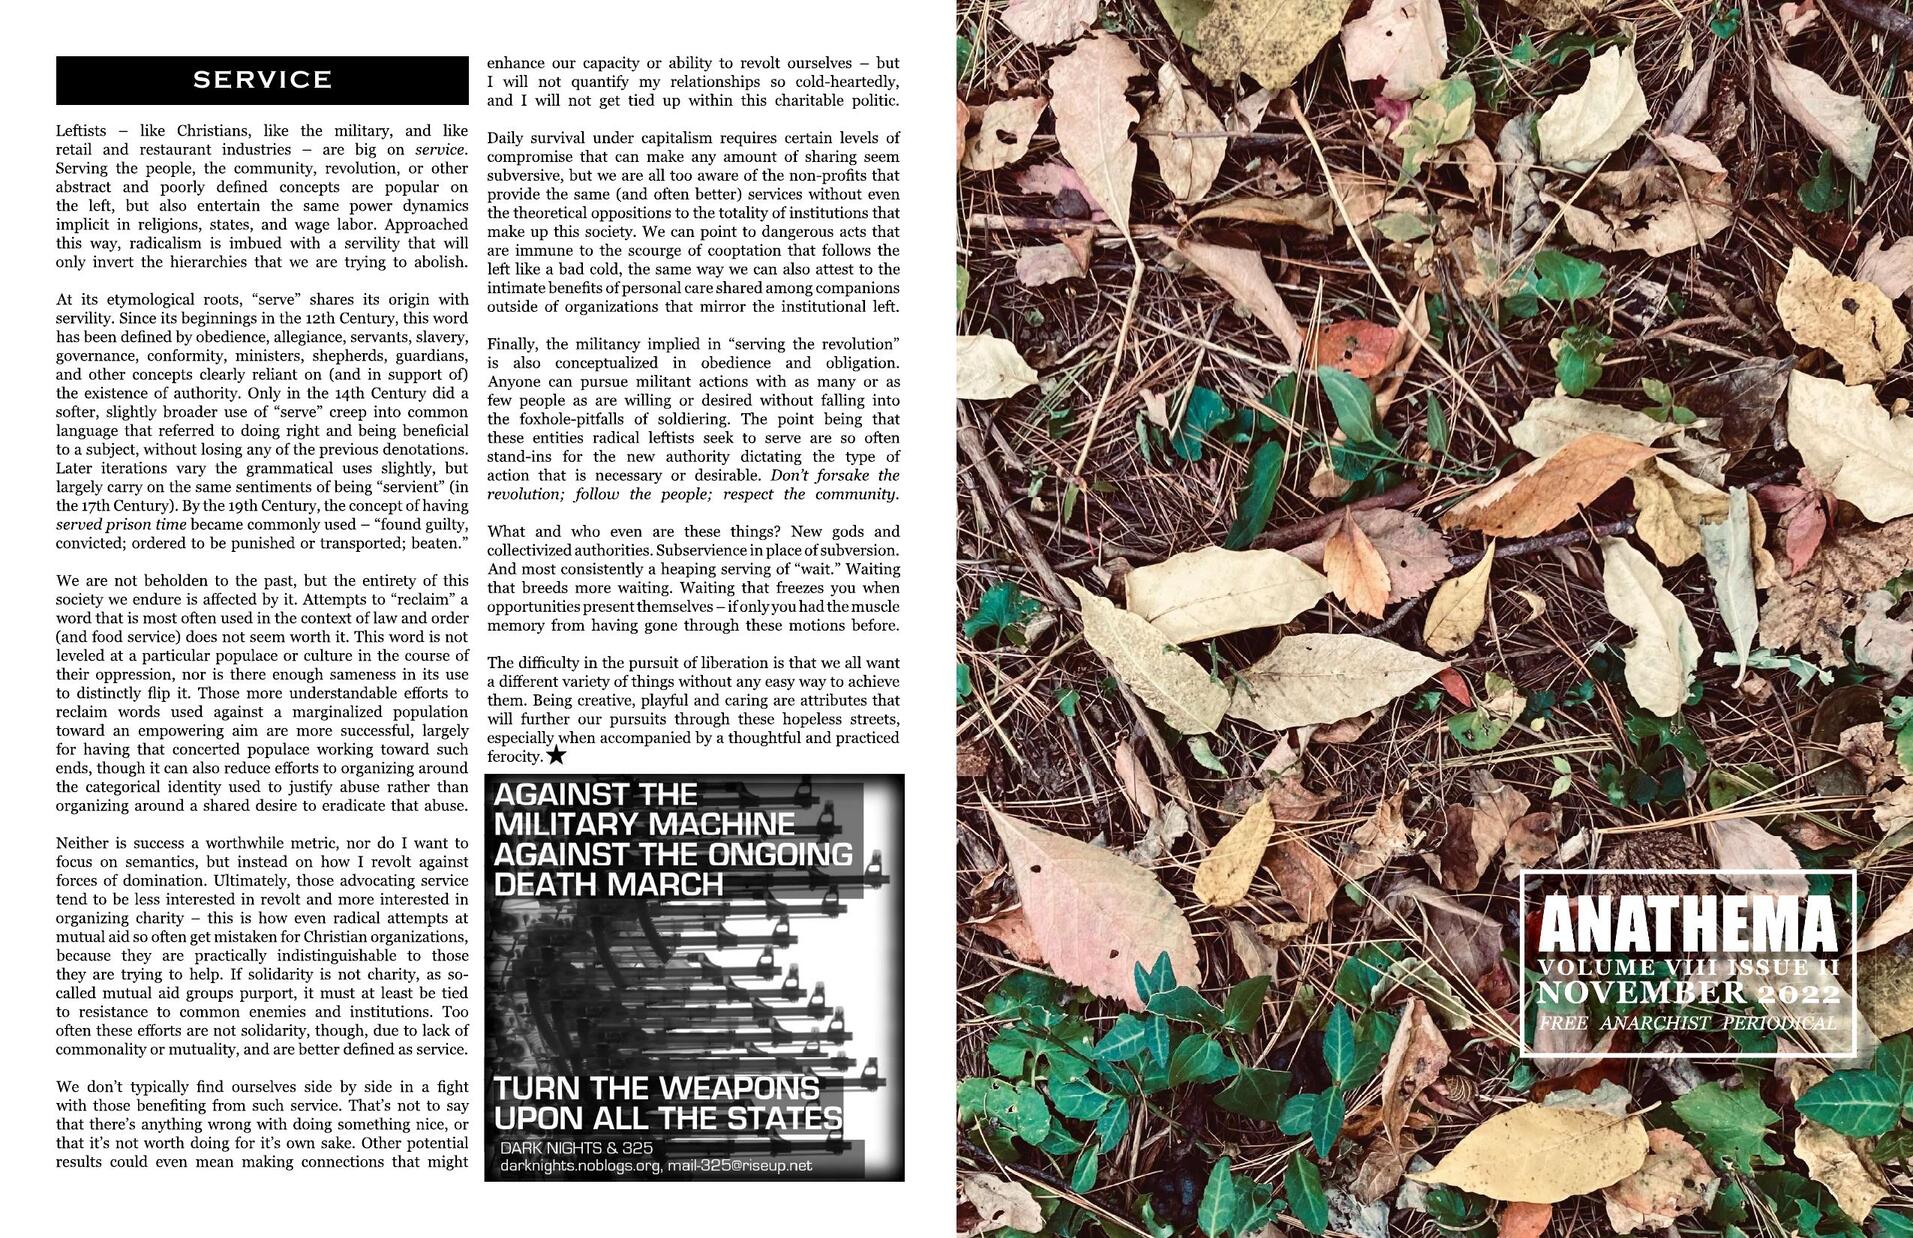 SERVICE
Leftists – like Christians, like the military, and like
retail and restaurant industries – are big on service.
Serving the people, the community, revolution, or other
abstract and poorly defined concepts are popular on
the left, but also entertain the same power dynamics
implicit in religions, states, and wage labor. Approached
this way, radicalism is imbued with a servility that will
only invert the hierarchies that we are trying to abolish.
At its etymological roots, “serve” shares its origin with
servility. Since its beginnings in the 12th Century, this word
has been defined by obedience, allegiance, servants, slavery,
governance, conformity, ministers, shepherds, guardians,
and other concepts clearly reliant on (and in support of)
the existence of authority. Only in the 14th Century did a
softer, slightly broader use of “serve” creep into common
language that referred to doing right and being beneficial
to a subject, without losing any of the previous denotations.
Later iterations vary the grammatical uses slightly, but
largely carry on the same sentiments of being “servient” (in
the 17th Century). By the 19th Century, the concept of having
served prison time became commonly used – “found guilty,
convicted; ordered to be punished or transported; beaten.”
We are not beholden to the past, but the entirety of this
society we endure is affected by it. Attempts to “reclaim” a
word that is most often used in the context of law and order
(and food service) does not seem worth it. This word is not
leveled at a particular populace or culture in the course of
their oppression, nor is there enough sameness in its use
to distinctly flip it. Those more understandable efforts to
reclaim words used against a marginalized population
toward an empowering aim are more successful, largely
for having that concerted populace working toward such
ends, though it can also reduce efforts to organizing around
the categorical identity used to justify abuse rather than
organizing around a shared desire to eradicate that abuse.
Neither is success a worthwhile metric, nor do I want to
focus on semantics, but instead on how I revolt against
forces of domination. Ultimately, those advocating service
tend to be less interested in revolt and more interested in
organizing charity – this is how even radical attempts at
mutual aid so often get mistaken for Christian organizations,
because they are practically indistinguishable to those
they are trying to help. If solidarity is not charity, as so-
called mutual aid groups purport, it must at least be tied
to resistance to common enemies and institutions. Too
often these efforts are not solidarity, though, due to lack of
commonality or mutuality, and are better defined as service.
We don’t typically find ourselves side by side in a fight
with those benefiting from such service. That’s not to say
that there’s anything wrong with doing something nice, or
that it’s not worth doing for it’s own sake. Other potential
results could even mean making connections that might
enhance our capacity or ability to revolt ourselves – but
I will not quantify my relationships so cold-heartedly,
and I will not get tied up within this charitable politic.
Daily survival under capitalism requires certain levels of
compromise that can make any amount of sharing seem
subversive, but we are all too aware of the non-profits that
provide the same (and often better) services without even
the theoretical oppositions to the totality of institutions that
make up this society. We can point to dangerous acts that
are immune to the scourge of cooptation that follows the
left like a bad cold, the same way we can also attest to the
intimate benefits of personal care shared among companions
outside of organizations that mirror the institutional left.
Finally, the militancy implied in “serving the revolution”
is also conceptualized in obedience and obligation.
Anyone can pursue militant actions with as many or as
few people as are willing or desired without falling into
the foxhole-pitfalls of soldiering. The point being that
these entities radical leftists seek to serve are so often
stand-ins for the new authority dictating the type of
action that is necessary or desirable. Don’t forsake the
revolution; follow the people; respect the community.
What and who even are these things? New gods and
collectivized authorities. Subservience in place of subversion.
And most consistently a heaping serving of “wait.” Waiting
that breeds more waiting. Waiting that freezes you when
opportunities present themselves – if only you had the muscle
memory from having gone through these motions before.
The difficulty in the pursuit of liberation is that we all want
a different variety of things without any easy way to achieve
them. Being creative, playful and caring are attributes that
will further our pursuits through these hopeless streets,
especially when accompanied by a thoughtful and practiced
ferocity.★
AGAINST THE
MILITARY MACHINE
AGAINST THE ONGOING
DEATH MARCH
TURN THE WEAPONS
UPON ALL THE STATES
DARK NIGHTS & 325
darknights.noblogs.org, mail-325@riseup.net
ANATHEMA
VOLUME VIII ISSUE II
NOVEMBER 2022
FREE ANARCHIST PERIODICAL